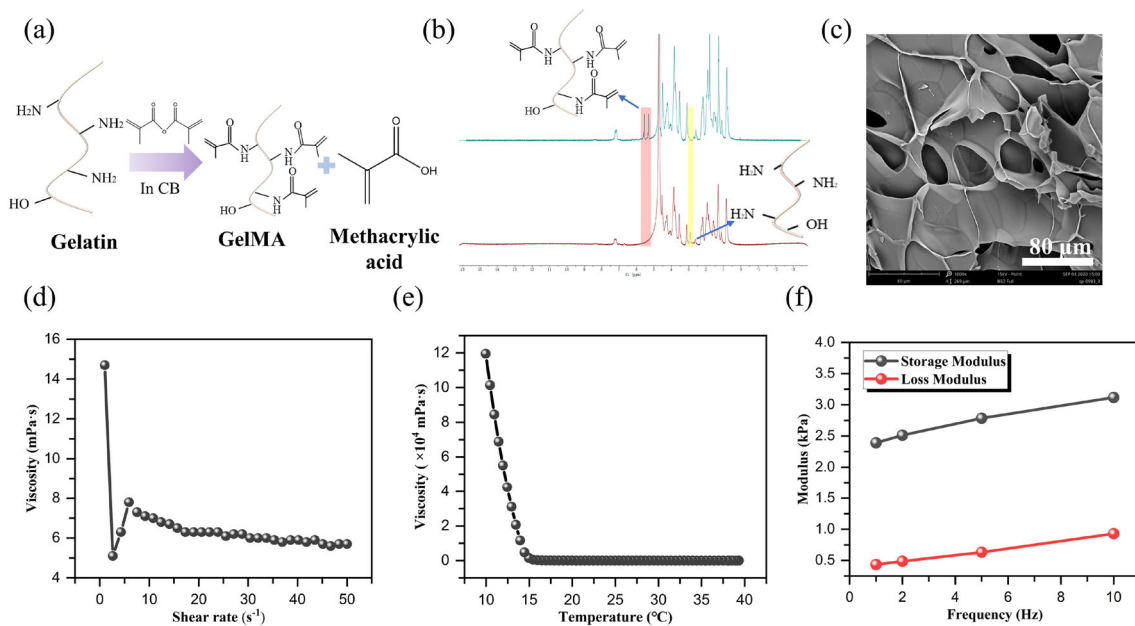 (a)
H₂N
NH₂
NH₂
HO
Gelatin
O O
O
In CB
O
N
H
O
N
H
O
NH
HO
GelMA
+
O
OH
Methacrylic
acid
(b)
O
N
H
O
N
H
O
NH
HO
H₂N
NH₂
H₂N
OH
(c)
80 μm
(d)
Viscosity (mPa·s)
16
14
12
10
8
6
4
0 10 20 30 40 50
Shear rate (s⁻¹)
(e)
Viscosity ( ×10⁴ mPa·s)
12
10
8
6
4
2
0
10 15 20 25 30 35 40
Temperature (°C)
(f)
Storage Modulus
Loss Modulus
Modulus (kPa)
4.0
3.5
3.0
2.5
2.0
1.5
1.0
0.5
0 2 4 6 8 10
Frequency (Hz)